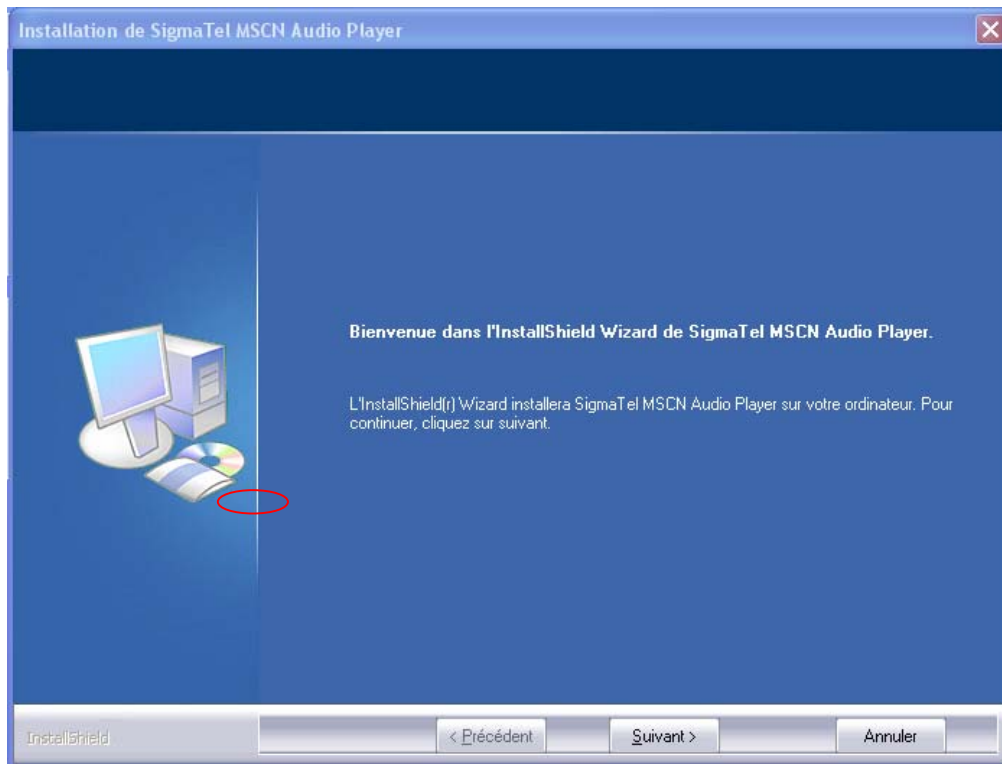 Installation de SigmaTel MSCN Audio Player
Bienvenue dans l'InstallShield Wizard de SigmaTel MSCN Audio Player.
L'InstallShield(r) Wizard installera SigmaTel MSCN Audio Player sur votre ordinateur. Pour
continuer, cliquez sur suivant.
InstallShield
< Précédent
Suivant >
Annuler